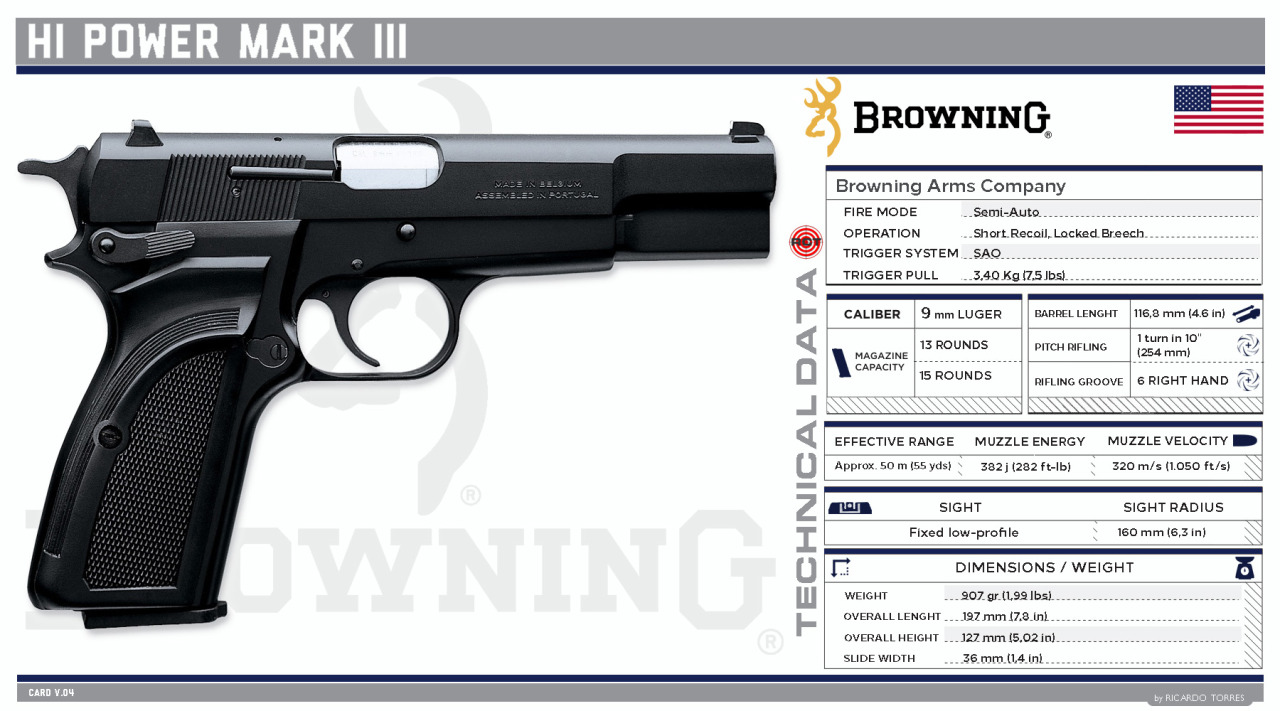 HI POWER MARK III
BROWNING®
MADE IN BELGIUM
ASSEMBLED IN PORTUGAL
BROWNING®
®
TECHNICAL DATA
Browning Arms Company
FIRE MODE Semi-Auto
OPERATION Short Recoil, Locked Breech
TRIGGER SYSTEM SAO
TRIGGER PULL 3,40 Kg (7,5 lbs)
CALIBER 9 mm LUGER
MAGAZINE CAPACITY 13 ROUNDS
15 ROUNDS
BARREL LENGHT 116,8 mm (4.6 in)
PITCH RIFLING 1 turn in 10" (254 mm)
RIFLING GROOVE 6 RIGHT HAND
EFFECTIVE RANGE MUZZLE ENERGY MUZZLE VELOCITY
Approx. 50 m (55 yds) 382 j (282 ft-lb) 320 m/s (1.050 ft/s)
SIGHT SIGHT RADIUS
Fixed low-profile 160 mm (6,3 in)
DIMENSIONS / WEIGHT
WEIGHT 907 gr (1,99 lbs)
OVERALL LENGHT 197 mm (7,8 in)
OVERALL HEIGHT 127 mm (5,02 in)
SLIDE WIDTH 36 mm (1,4 in)
CARD V.04
by RICARDO TORRES